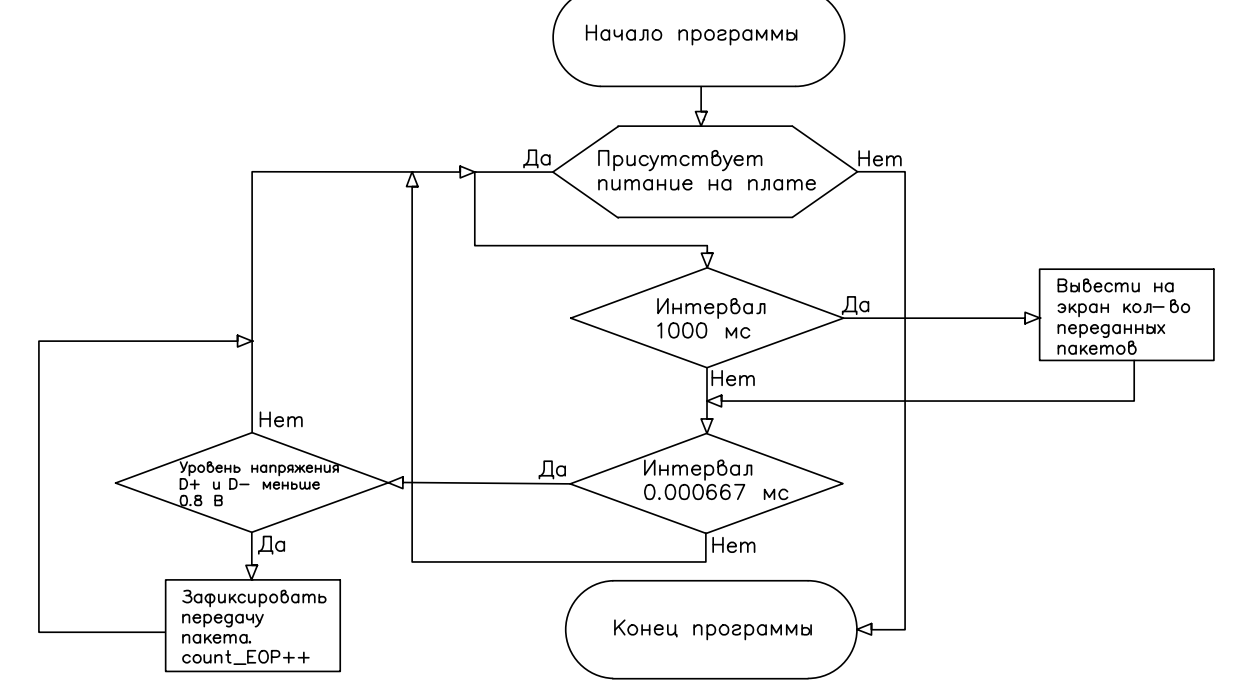 Начало программы
Да
Присутствует
питание на плате
Нет
Интервал
1000 мс
Да
Вывести на
экран кол-во
переданных
пакетов
Нет
Нет
Уровень напряжения
D+ и D- меньше
0.8 В
Да
Интервал
0.000667 мс
Да
Нет
Зафиксировать
передачу
пакета.
count_EOP++
Конец программы